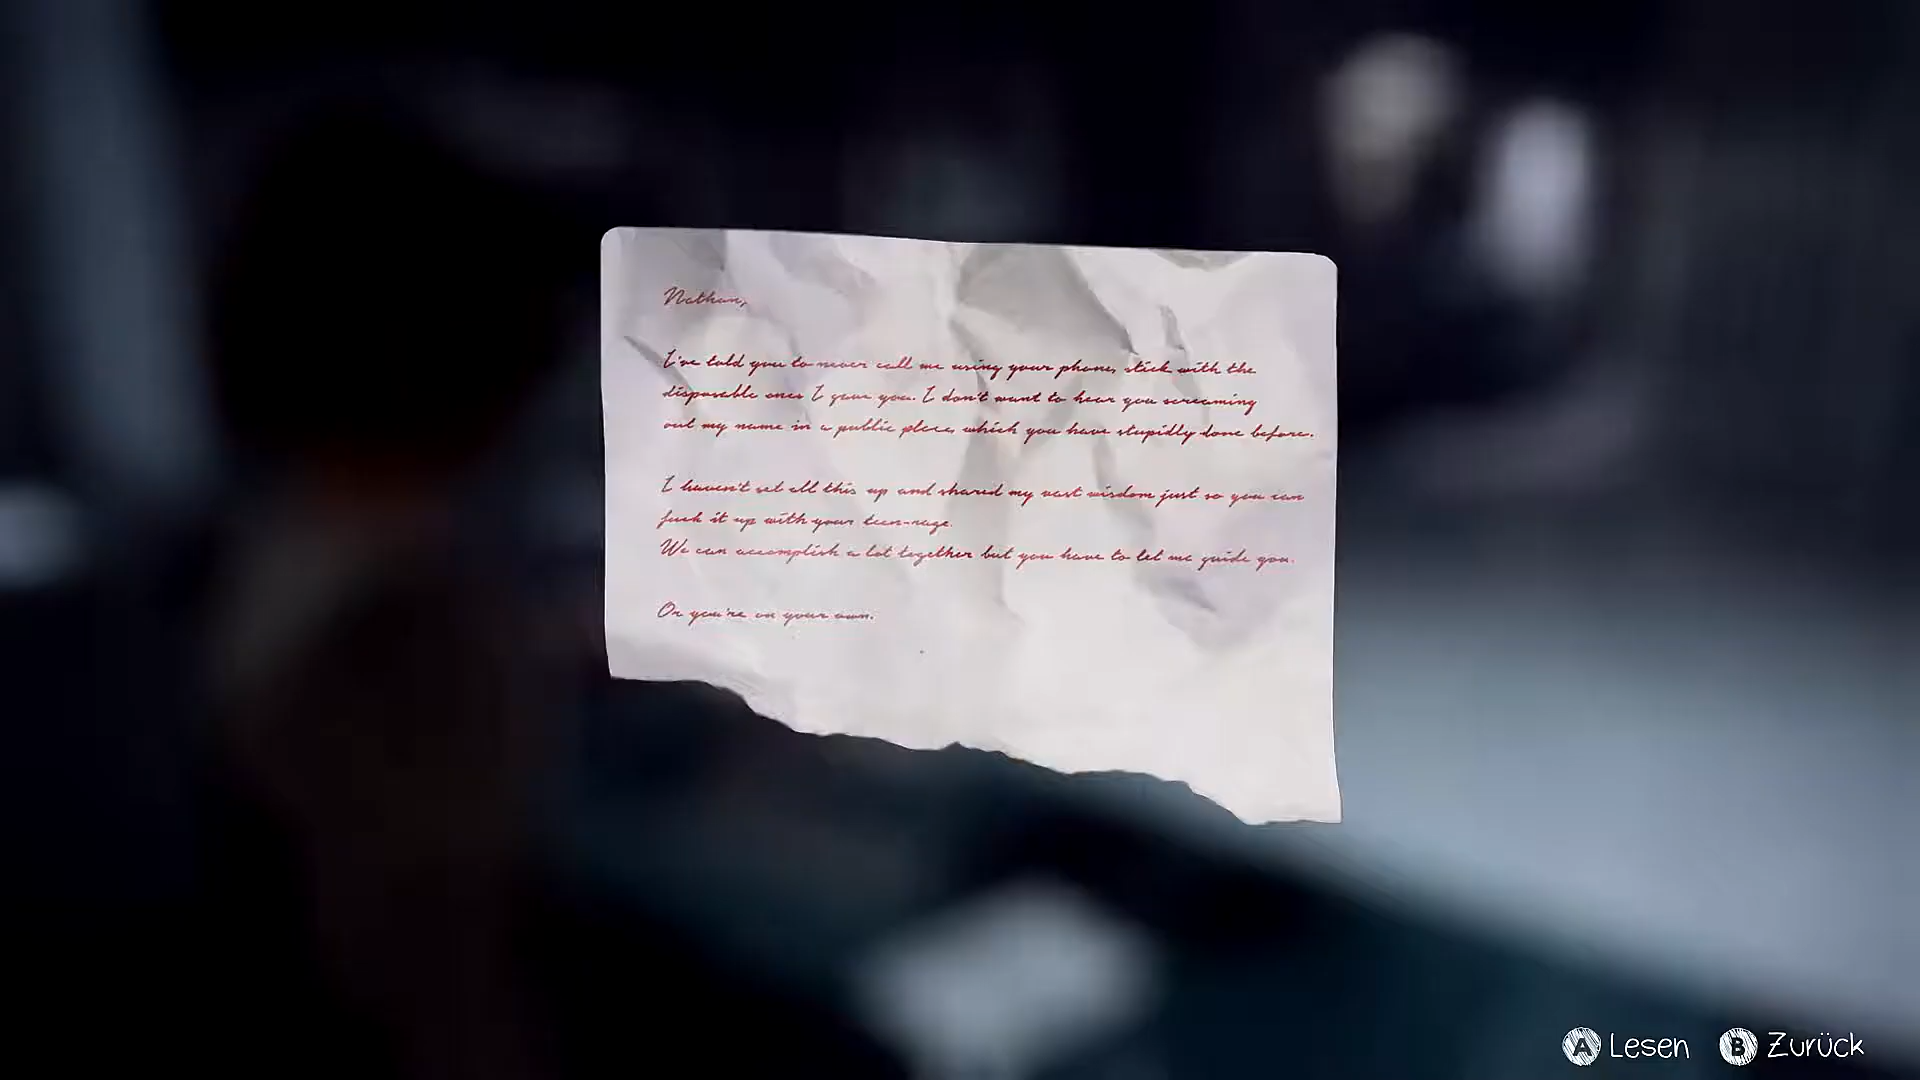 Nathan,
I've told you to never call me using your phone, stick with the
disposable ones I gave you. I don't want to hear you screaming
out my name in a public place, which you have stupidly done before.
I haven't set all this up and shared my vast wisdom just so you can
fuck it up with your teen-rage.
We can accomplish a lot together but you have to let me guide you.
Or you're on your own.
A Lesen B Zurück